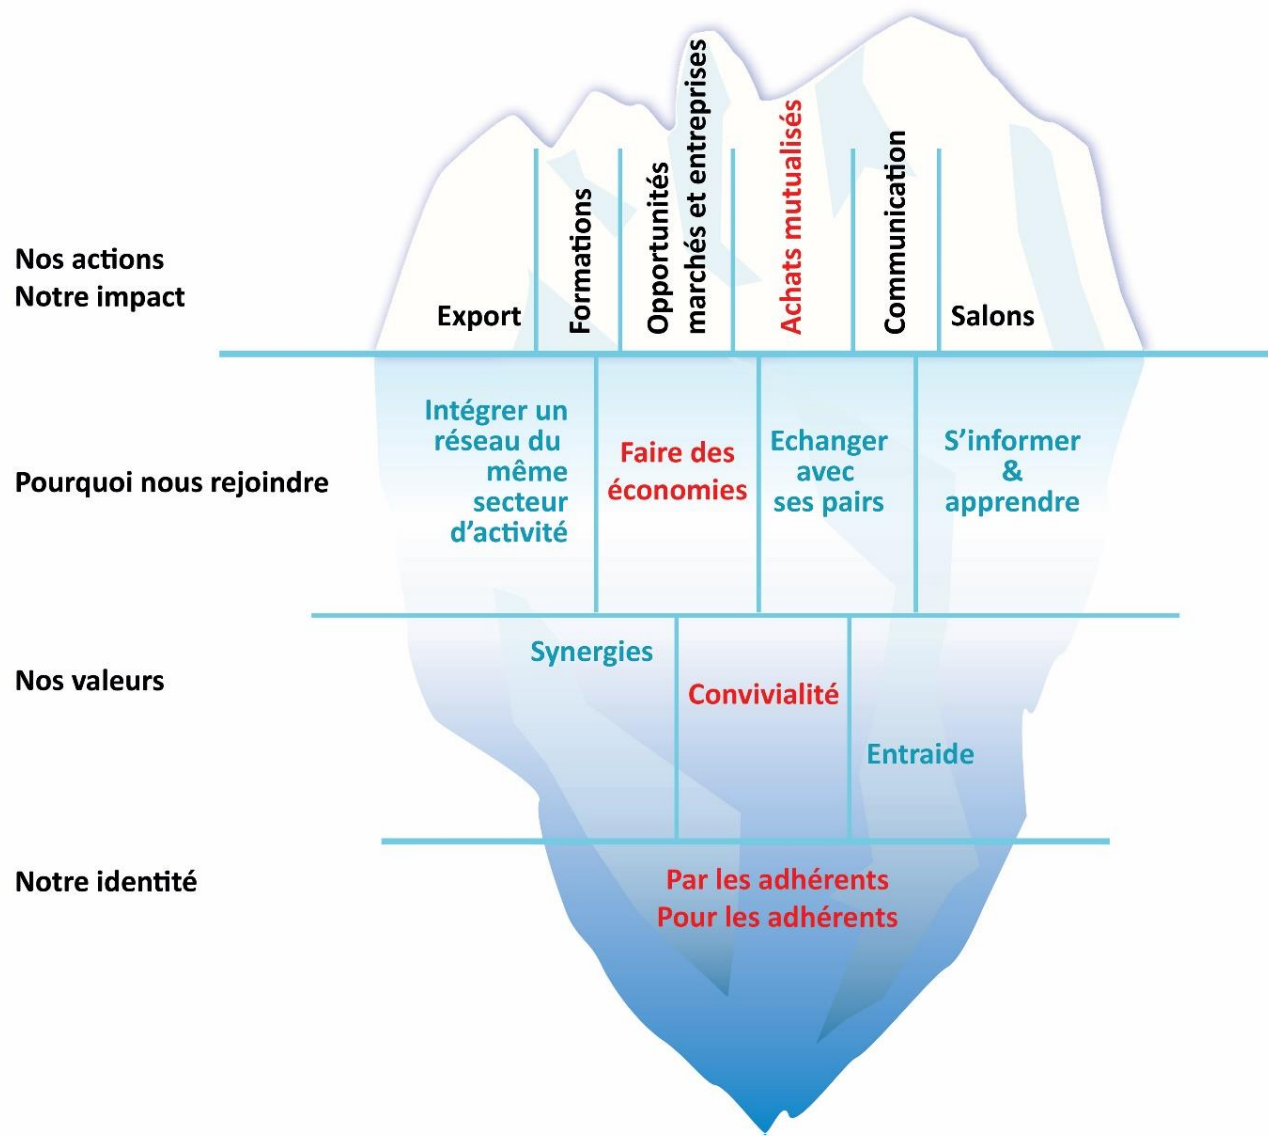 Nos actions
Notre impact
Export
Formations
Opportunités
marchés et entreprises
Achats mutualisés
Communication
Salons
Pourquoi nous rejoindre
Intégrer un
réseau du
même
secteur
d’activité
Faire des
économies
Echanger
avec
ses pairs
S’informer
&
apprendre
Nos valeurs
Synergies
Convivialité
Entraide
Notre identité
Par les adhérents
Pour les adhérents